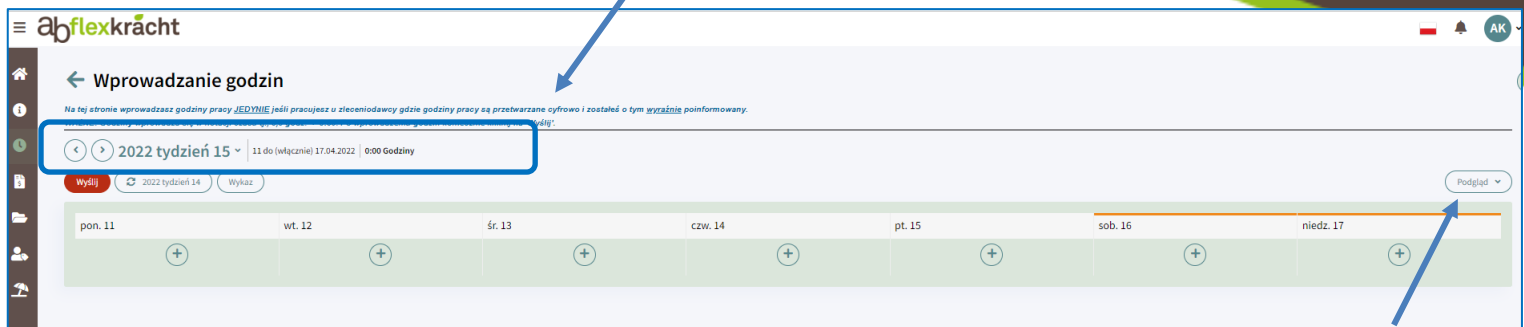 abflexkracht
AK
Wprowadzanie godzin
Na tej stronie wprowadzasz godziny pracy JEDYNIE jeśli pracujesz u zleceniodawcy gdzie godziny pracy są przetwarzane cyfrowo i zostałeś o tym wyraźnie poinformowany.
2022 tydzień 15 11 do (włącznie) 17.04.2022 0:00 Godziny
Wyślij 2022 tydzień 14 Wykaz Podgląd
pon. 11 wt. 12 śr. 13 czw. 14 pt. 15 sob. 16 niedz. 17